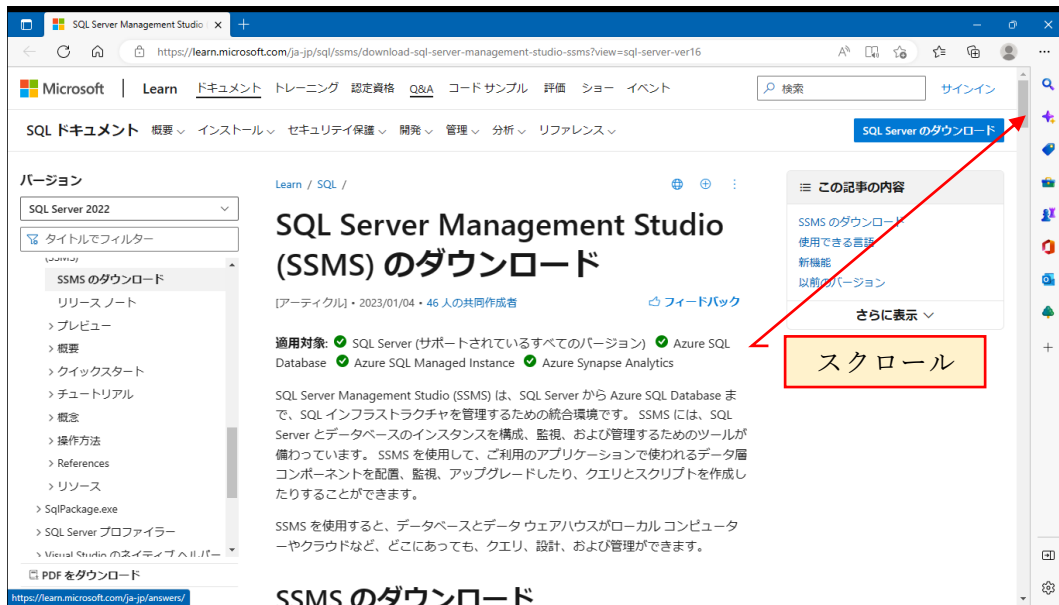 SQL Server Management Studio
https://learn.microsoft.com/ja-jp/sql/ssms/download-sql-server-management-studio-ssms?view=sql-server-ver16
Microsoft Learn ドキュメント トレーニング 認定資格 Q&A コード サンプル 評価 ショー イベント 検索 サインイン
SQL ドキュメント 概要 インストール セキュリティ保護 開発 管理 分析 リファレンス SQL Server のダウンロード
バージョン
SQL Server 2022
タイトルでフィルター
(SSMS)
SSMS のダウンロード
リリース ノート
プレビュー
概要
クイックスタート
チュートリアル
概念
操作方法
References
リソース
SqlPackage.exe
SQL Server プロファイラー
Visual Studio のネイティブ ヘルパー
PDF をダウンロード
https://learn.microsoft.com/ja-jp/answers/
Learn / SQL /
SQL Server Management Studio
(SSMS) のダウンロード
[アーティクル] • 2023/01/04 • 46 人の共同作成者 フィードバック
適用対象: SQL Server (サポートされているすべてのバージョン) Azure SQL
Database Azure SQL Managed Instance Azure Synapse Analytics
SQL Server Management Studio (SSMS) は、SQL Server から Azure SQL Database ま
で、SQL インフラストラクチャを管理するための統合環境です。 SSMS には、SQL
Server とデータベースのインスタンスを構成、監視、および管理するためのツールが
備わっています。 SSMS を使用して、ご利用のアプリケーションで使われるデータ層
コンポーネントを配置、監視、アップグレードしたり、クエリとスクリプトを作成し
たりすることができます。
SSMS を使用すると、データベースとデータ ウェアハウスがローカル コンピュータ
ーやクラウドなど、どこにあっても、クエリ、設計、および管理ができます。
SSMS のダウンロード
この記事の内容
SSMS のダウンロード
使用できる言語
新機能
以前のバージョン
さらに表示
スクロール